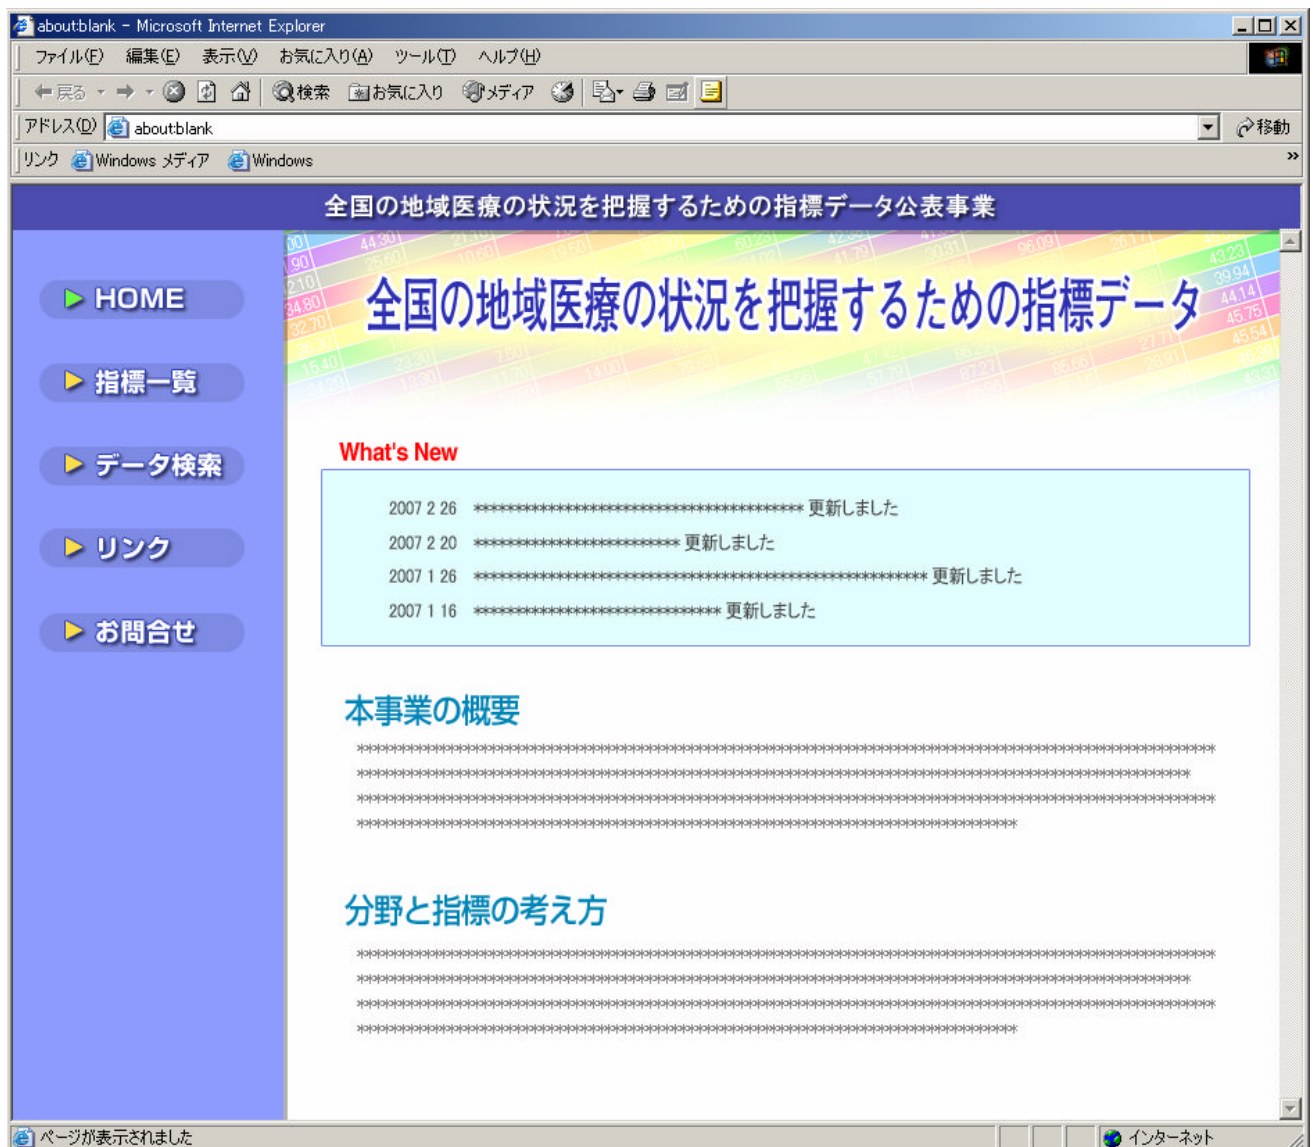 about:blank - Microsoft Internet Explorer
ファイル(F) 編集(E) 表示(V) お気に入り(A) ツール(T) ヘルプ(H)
戻る 検索 お気に入り メディア
アドレス(D) about:blank 移動
リンク Windows メディア Windows »
全国の地域医療の状況を把握するための指標データ公表事業
全国の地域医療の状況を把握するための指標データ
HOME
指標一覧
データ検索
リンク
お問合せ
What's New
2007 2 26 **************************************** 更新しました
2007 2 20 ************************* 更新しました
2007 1 26 ******************************************************* 更新しました
2007 1 16 ****************************** 更新しました
本事業の概要
分野と指標の考え方
ページが表示されました インターネット